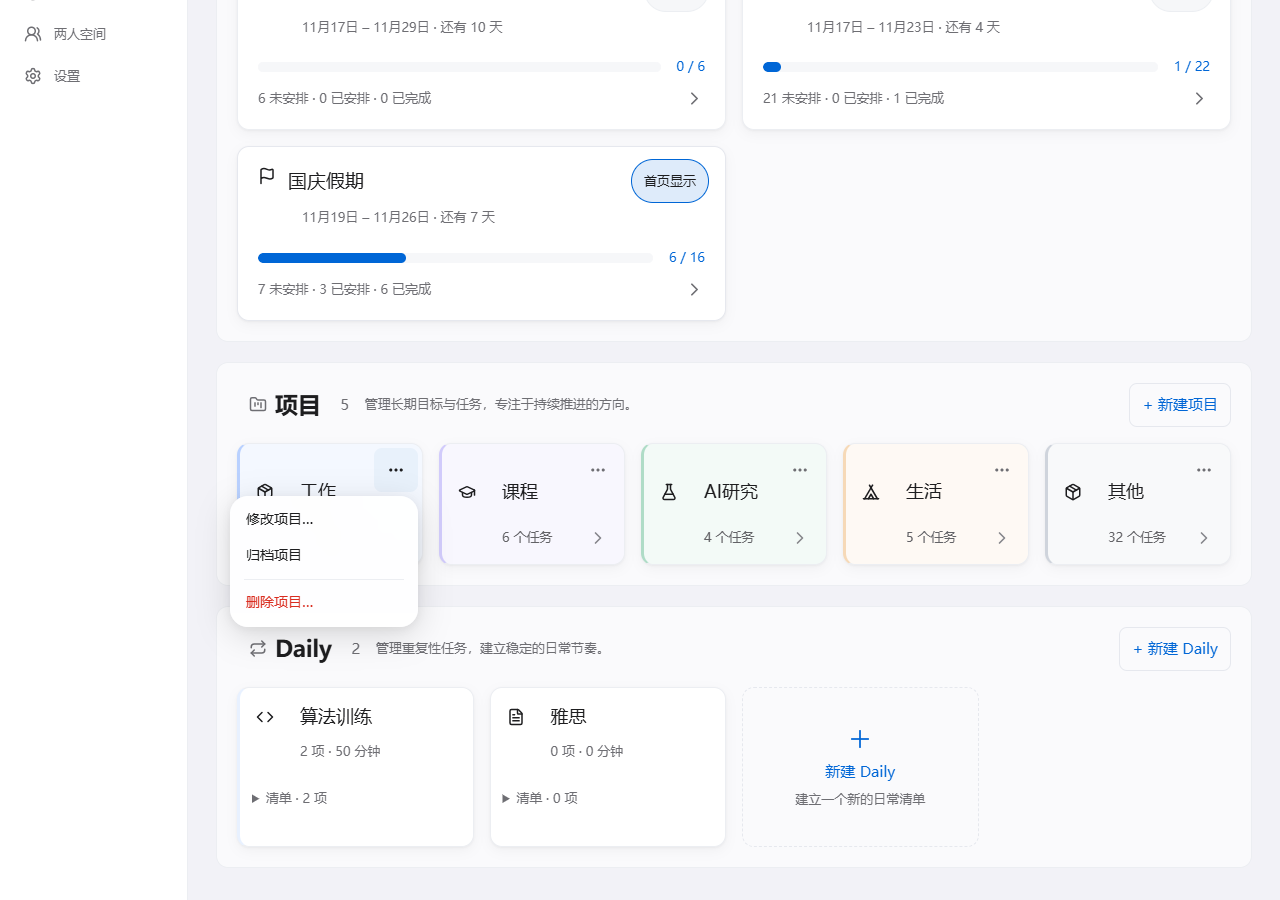 两人空间
设置
11月17日 – 11月29日 · 还有 10 天
0 / 6
6 未安排 · 0 已安排 · 0 已完成
11月17日 – 11月23日 · 还有 4 天
1 / 22
21 未安排 · 0 已安排 · 1 已完成
国庆假期
首页显示
11月19日 – 11月26日 · 还有 7 天
6 / 16
7 未安排 · 3 已安排 · 6 已完成
项目 5 管理长期目标与任务，专注于持续推进的方向。
+ 新建项目
工作
修改项目...
归档项目
删除项目...
课程
6 个任务
AI研究
4 个任务
生活
5 个任务
其他
32 个任务
Daily 2 管理重复性任务，建立稳定的日常节奏。
+ 新建 Daily
算法训练
2 项 · 50 分钟
清单 · 2 项
雅思
0 项 · 0 分钟
清单 · 0 项
新建 Daily
建立一个新的日常清单